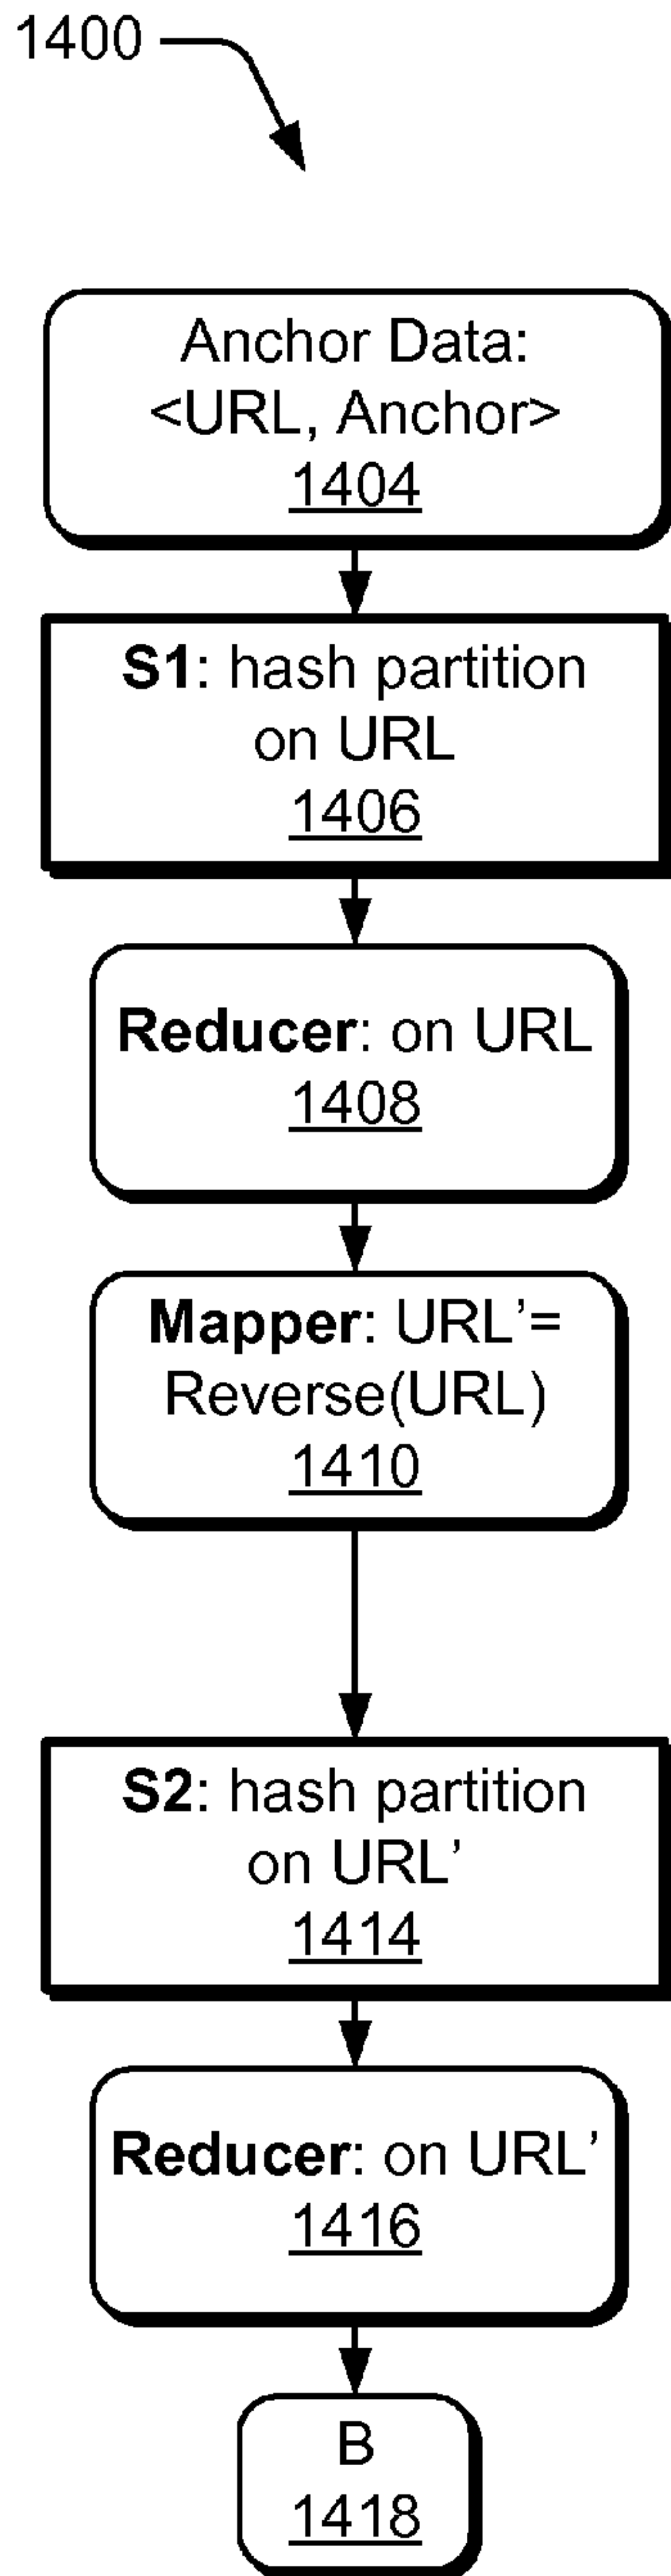 1400
Anchor Data:
<URL, Anchor>
1404
S1: hash partition
on URL
1406
Reducer: on URL
1408
Mapper: URL’=
Reverse(URL)
1410
S2: hash partition
on URL’
1414
Reducer: on URL’
1416
B
1418